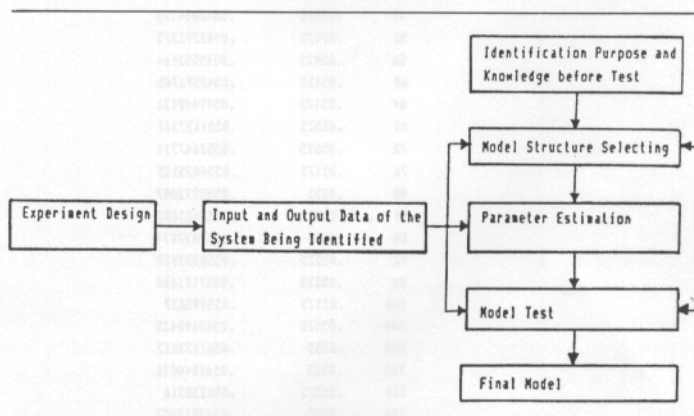 Identification Purpose and
Knowledge before Test
Model Structure Selecting
Experiment Design
Input and Output Data of the
System Being Identified
Parameter Estimation
Model Test
Final Model